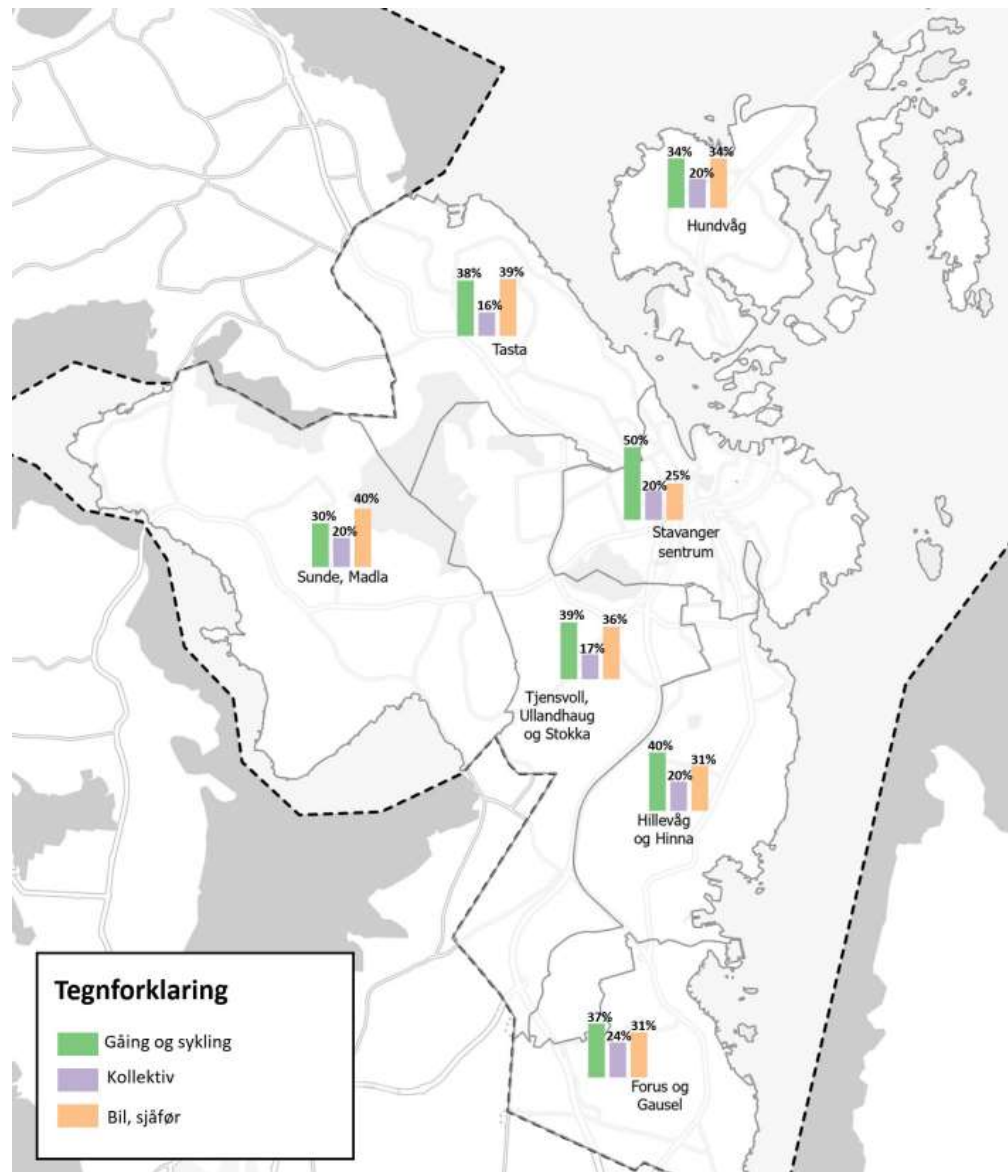 34%
20%
34%
Hundvåg
38%
16%
39%
Tasta
50%
20%
25%
Stavanger
sentrum
30%
20%
40%
Sunde, Madla
39%
17%
36%
Tjensvoll,
Ullandhaug
og Stokka
40%
20%
31%
Hillevåg
og Hinna
37%
24%
31%
Forus og
Gausel
Tegnforklaring
Gåing og sykling
Kollektiv
Bil, sjåfør